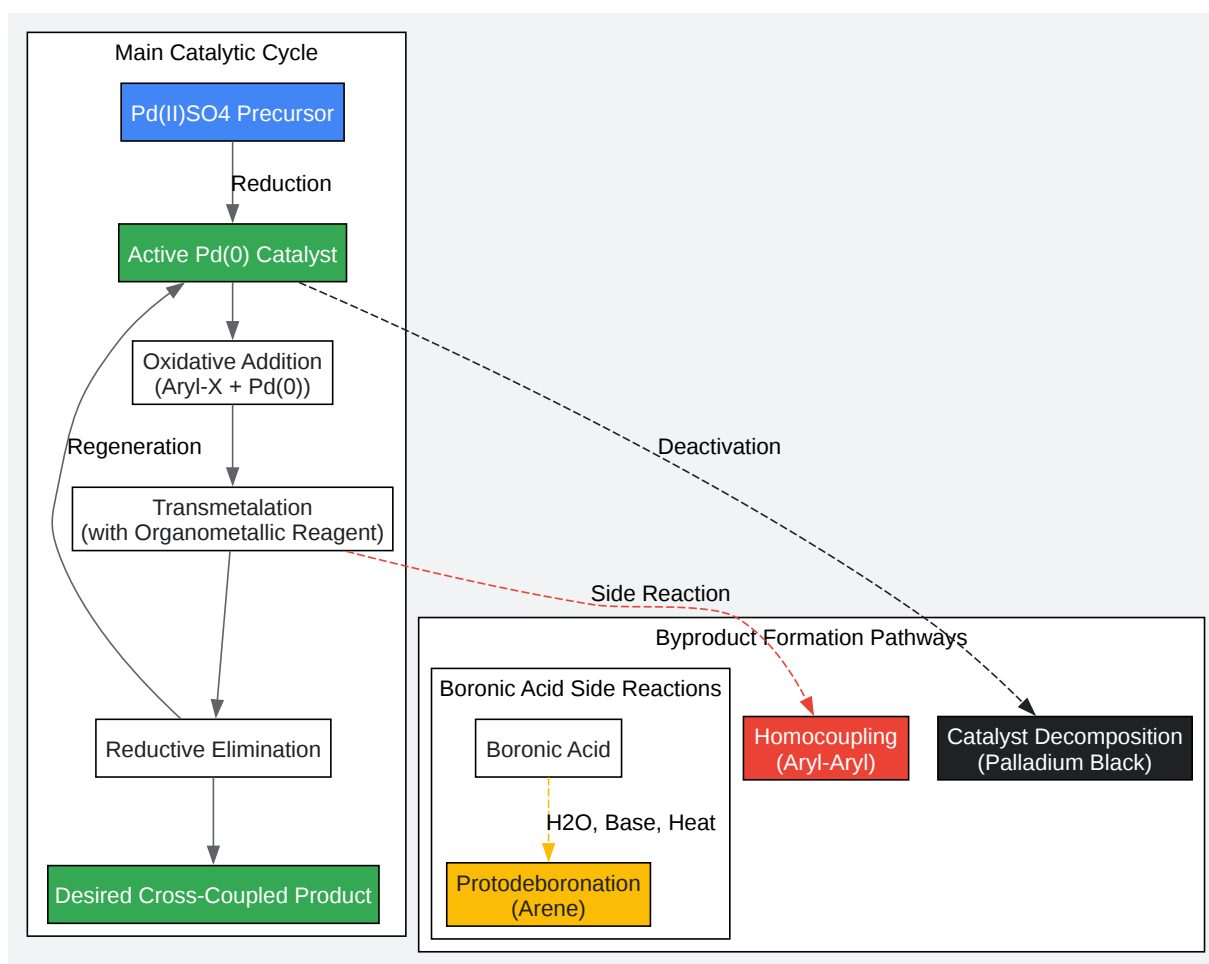 Main Catalytic Cycle
Pd(II)SO4 Precursor
Reduction
Active Pd(0) Catalyst
Oxidative Addition
(Aryl-X + Pd(0))
Regeneration
Deactivation
Transmetalation
(with Organometallic Reagent)
Side Reaction
Byproduct Formation Pathways
Boronic Acid Side Reactions
Reductive Elimination
Boronic Acid
Homocoupling
(Aryl-Aryl)
Catalyst Decomposition
(Palladium Black)
H2O, Base, Heat
Desired Cross-Coupled Product
Protodeboronation
(Arene)